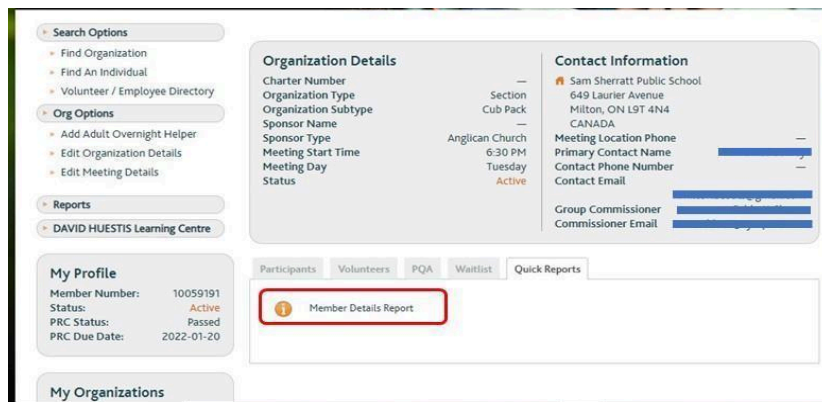 Search Options
Find Organization
Find An Individual
Volunteer / Employee Directory
Org Options
Add Adult Overnight Helper
Edit Organization Details
Edit Meeting Details
Reports
DAVID HUESTIS Learning Centre
My Profile
Member Number: 10059191
Status: Active
PRC Status: Passed
PRC Due Date: 2022-01-20
My Organizations
Organization Details
Charter Number —
Organization Type Section
Organization Subtype Cub Pack
Sponsor Name —
Sponsor Type Anglican Church
Meeting Start Time 6:30 PM
Meeting Day Tuesday
Status Active
Contact Information
Sam Sherratt Public School
649 Laurier Avenue
Milton, ON L9T 4N4
CANADA
Meeting Location Phone —
Primary Contact Name
Contact Phone Number —
Contact Email
Group Commissioner
Commissioner Email
Participants Volunteers PQA Waitlist Quick Reports
Member Details Report